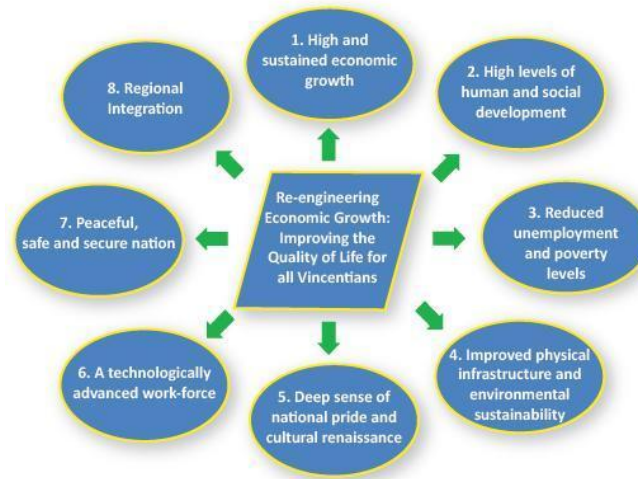 1. High and
sustained economic
growth
2. High levels of
human and social
development
3. Reduced
unemployment
and poverty
levels
4. Improved physical
infrastructure and
environmental
sustainability
5. Deep sense of
national pride and
cultural renaissance
6. A technologically
advanced work-force
7. Peaceful,
safe and secure nation
8. Regional
Integration
Re-engineering
Economic Growth:
Improving the
Quality of Life for
all Vincentians